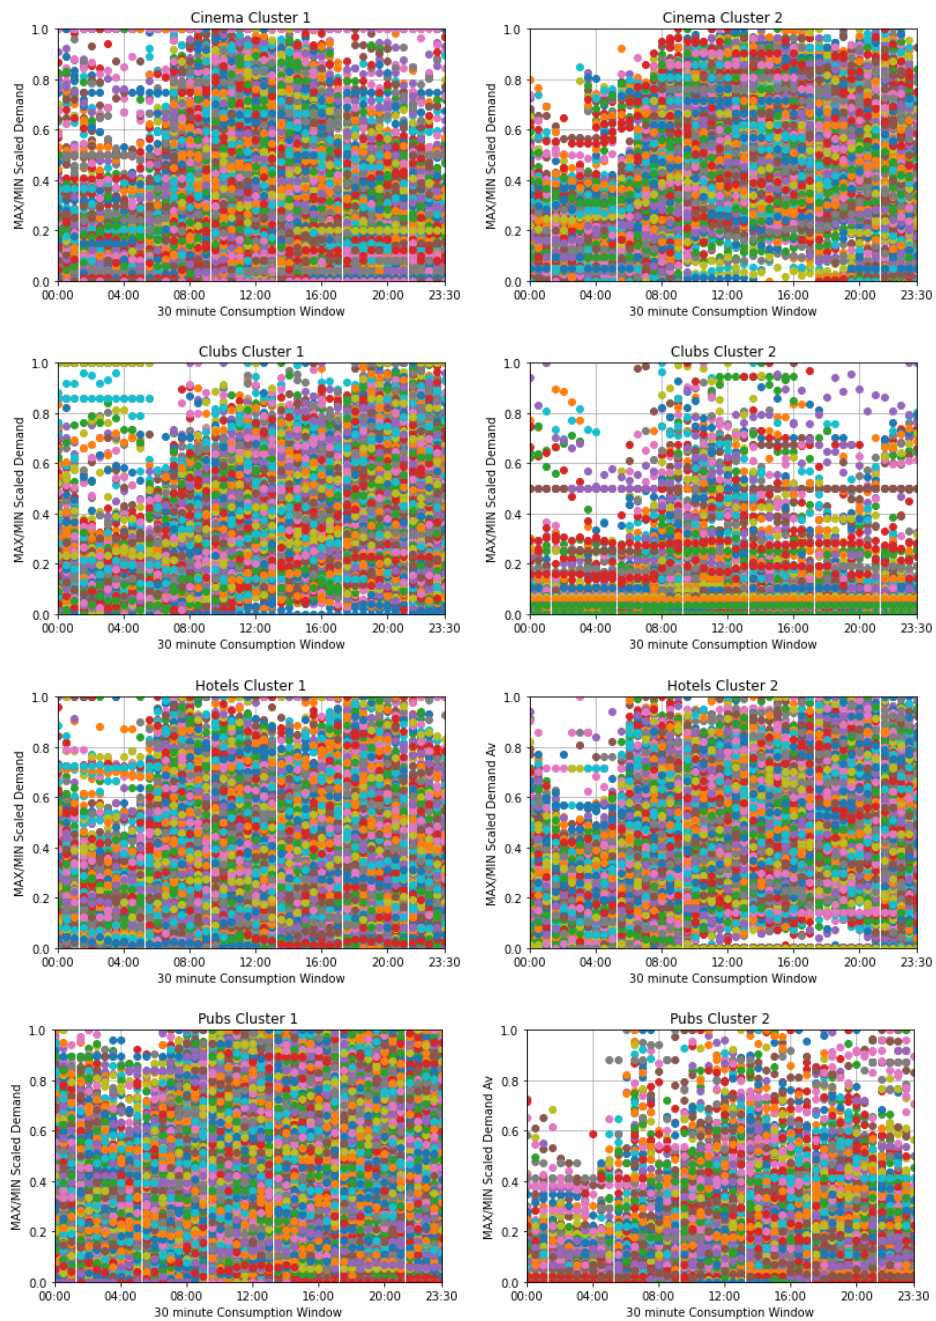 Cinema Cluster 1
1.0
0.8
0.6
0.4
0.2
0.0
MAX/MIN Scaled Demand
00:00 04:00 08:00 12:00 16:00 20:00 23:30
30 minute Consumption Window
Cinema Cluster 2
1.0
0.8
0.6
0.4
0.2
0.0
MAX/MIN Scaled Demand
00:00 04:00 08:00 12:00 16:00 20:00 23:30
30 minute Consumption Window
Clubs Cluster 1
1.0
0.8
0.6
0.4
0.2
0.0
MAX/MIN Scaled Demand
00:00 04:00 08:00 12:00 16:00 20:00 23:30
30 minute Consumption Window
Clubs Cluster 2
1.0
0.8
0.6
0.4
0.2
0.0
MAX/MIN Scaled Demand
00:00 04:00 08:00 12:00 16:00 20:00 23:30
30 minute Consumption Window
Hotels Cluster 1
1.0
0.8
0.6
0.4
0.2
0.0
MAX/MIN Scaled Demand
00:00 04:00 08:00 12:00 16:00 20:00 23:30
30 minute Consumption Window
Hotels Cluster 2
1.0
0.8
0.6
0.4
0.2
0.0
MAX/MIN Scaled Demand Av
00:00 04:00 08:00 12:00 16:00 20:00 23:30
30 minute Consumption Window
Pubs Cluster 1
1.0
0.8
0.6
0.4
0.2
0.0
MAX/MIN Scaled Demand
00:00 04:00 08:00 12:00 16:00 20:00 23:30
30 minute Consumption Window
Pubs Cluster 2
1.0
0.8
0.6
0.4
0.2
0.0
MAX/MIN Scaled Demand Av
00:00 04:00 08:00 12:00 16:00 20:00 23:30
30 minute Consumption Window